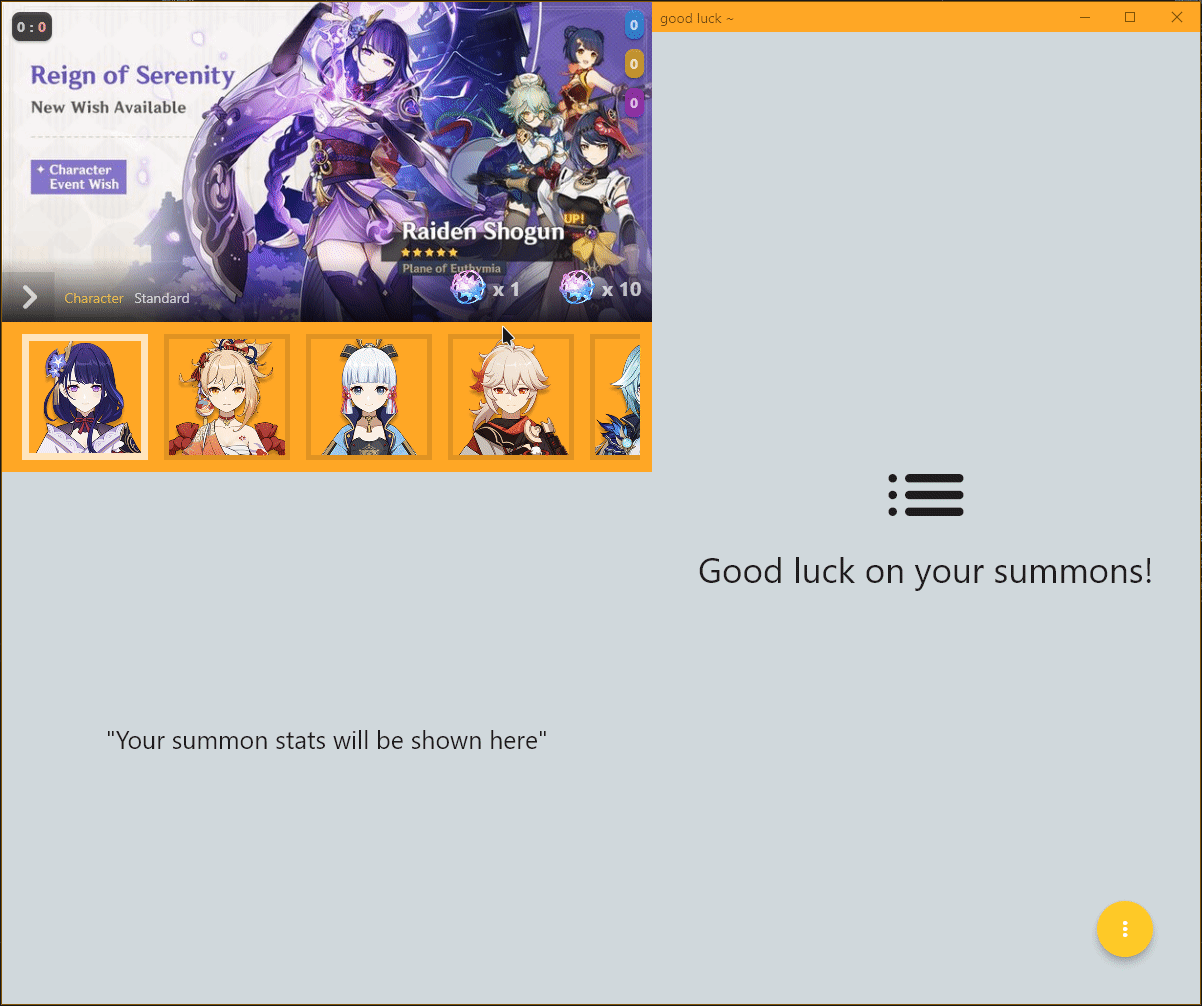 0 : 0
Reign of Serenity
New Wish Available
✦ Character
Event Wish
0
0
0
UP!
Raiden Shogun
★★★★★
Plane of Euthymia
x 1
x 10
Character Standard
"Your summon stats will be shown here"
good luck ~
Good luck on your summons!